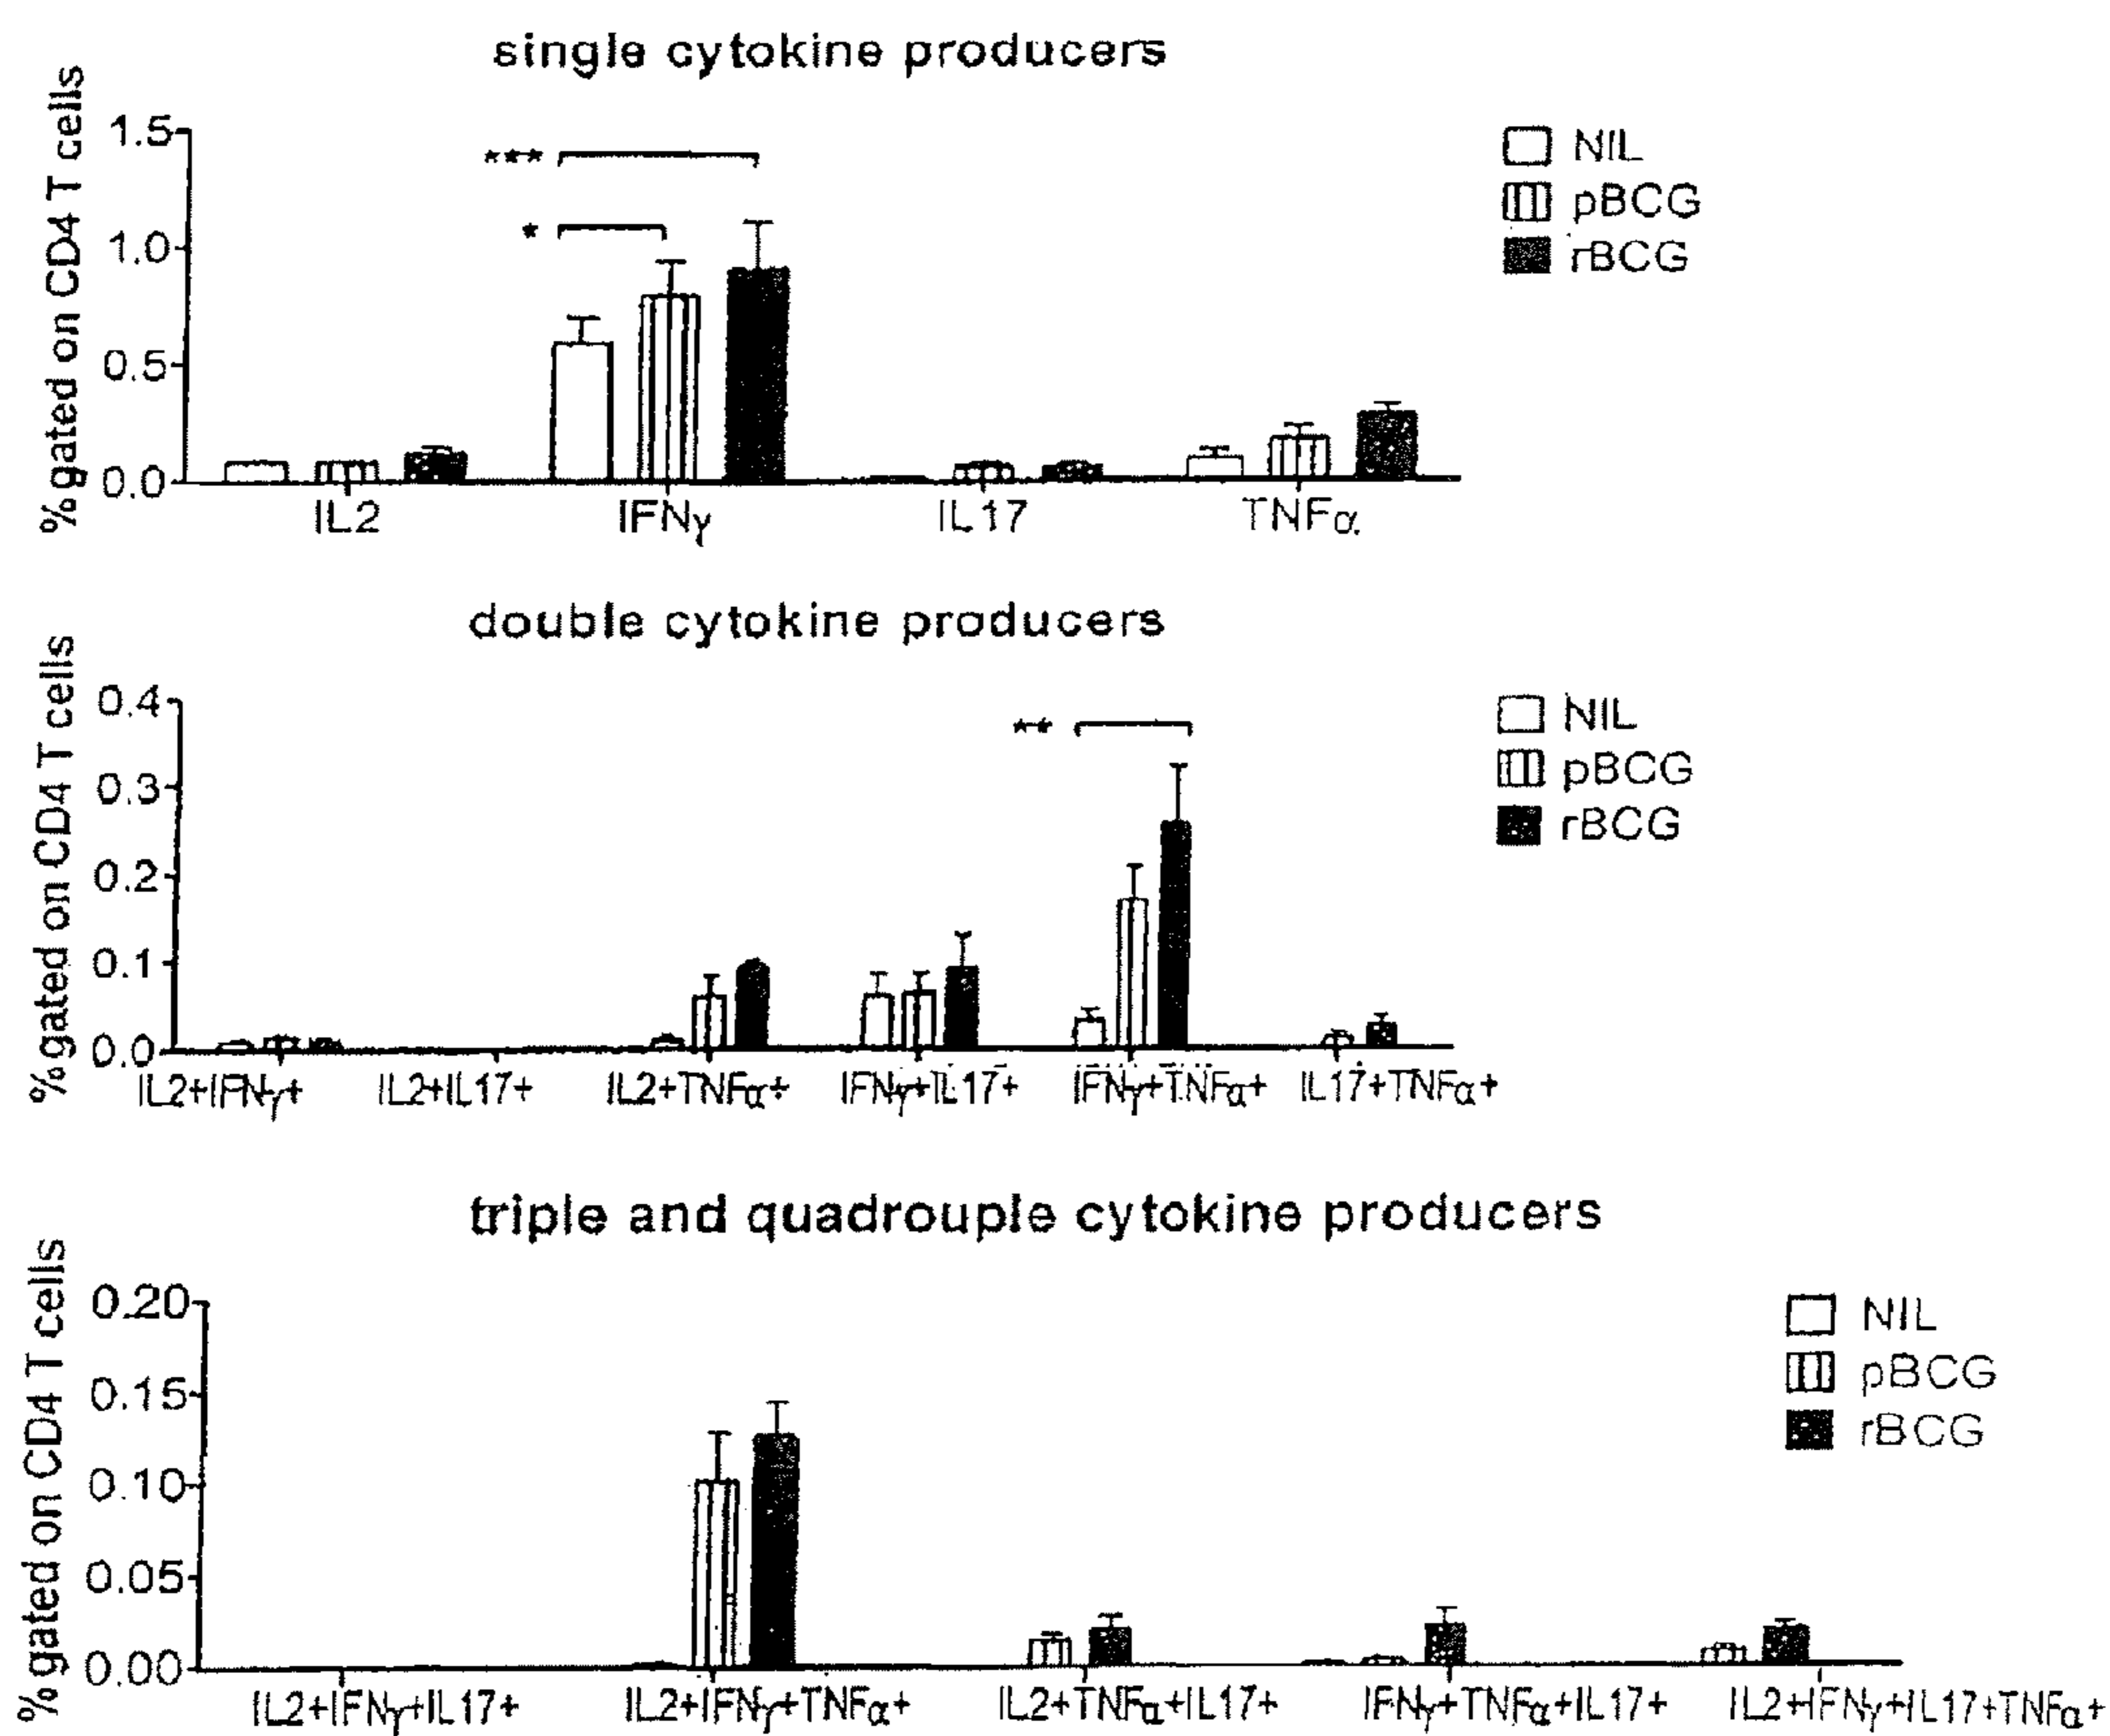 single cytokine producers
% gated on CD4 T cells
1.5
1.0
0.5
0.0
***
*
NIL
pBCG
rBCG
IL2 IFNγ IL17 TNFα
double cytokine producers
% gated on CD4 T cells
0.4
0.3
0.2
0.1
0.0
**
NIL
pBCG
rBCG
IL2+IFNγ+ IL2+IL17+ IL2+TNFα+ IFNγ+IL17+ IFNγ+TNFα+ IL17+TNFα+
triple and quadrouple cytokine producers
% gated on CD4 T cells
0.20
0.15
0.10
0.05
0.00
NIL
pBCG
rBCG
IL2+IFNγ+IL17+ IL2+IFNγ+TNFα+ IL2+TNFα+IL17+ IFNγ+TNFα+IL17+ IL2+IFNγ+IL17+TNFα+